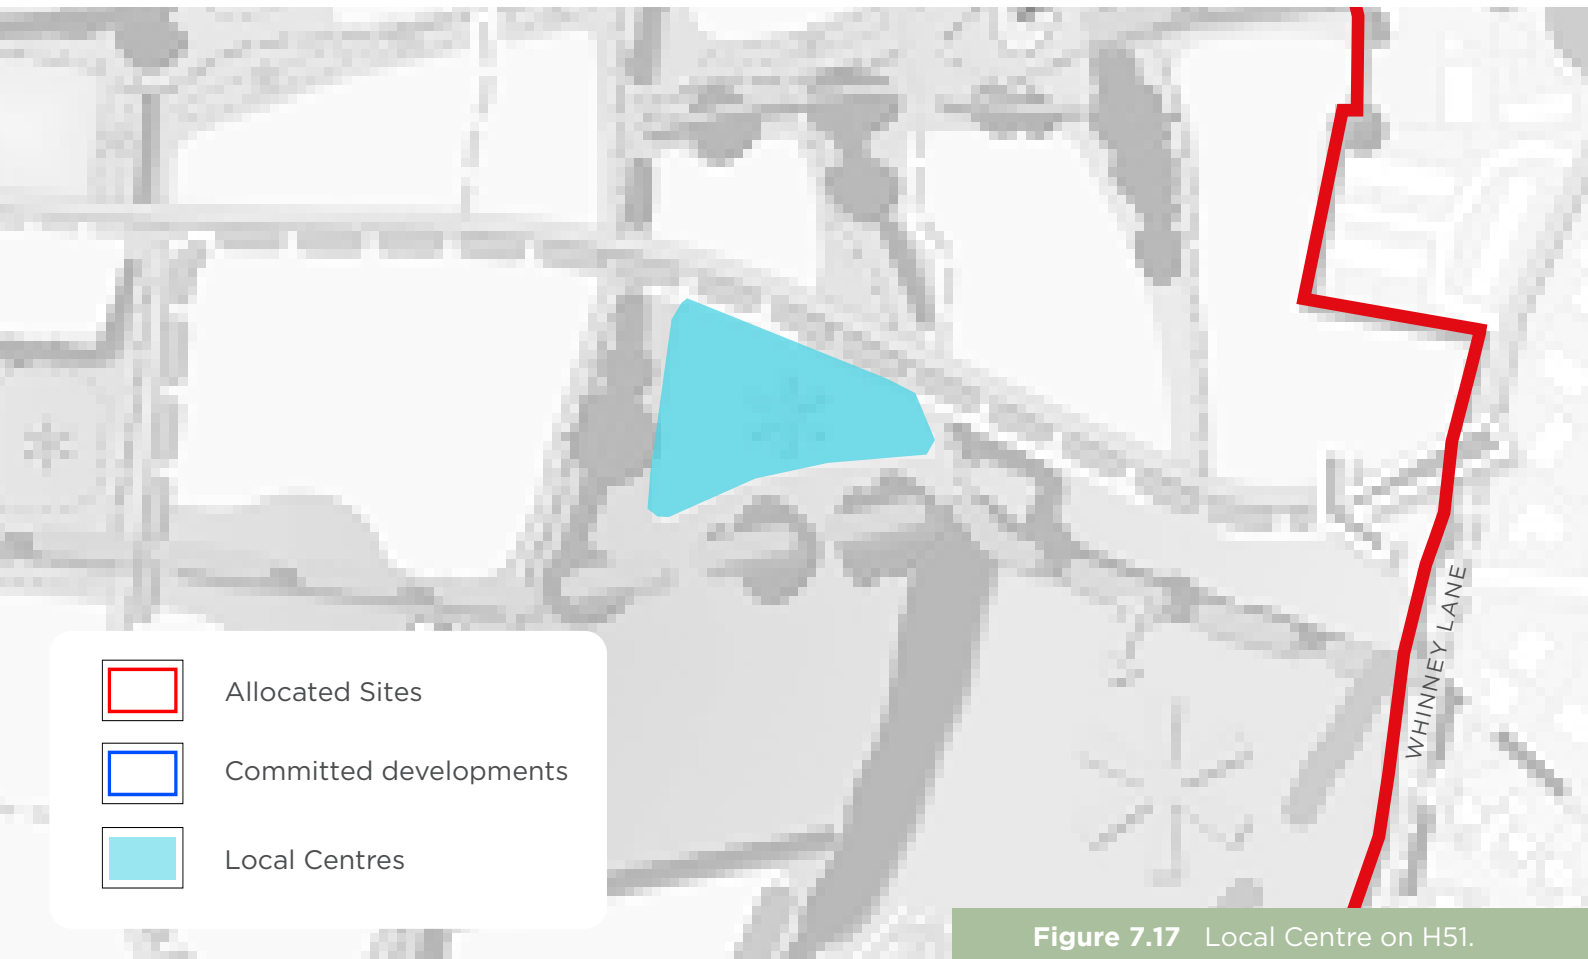 WHINNEY LANE
Allocated Sites
Committed developments
Local Centres
Figure 7.17 Local Centre on H51.